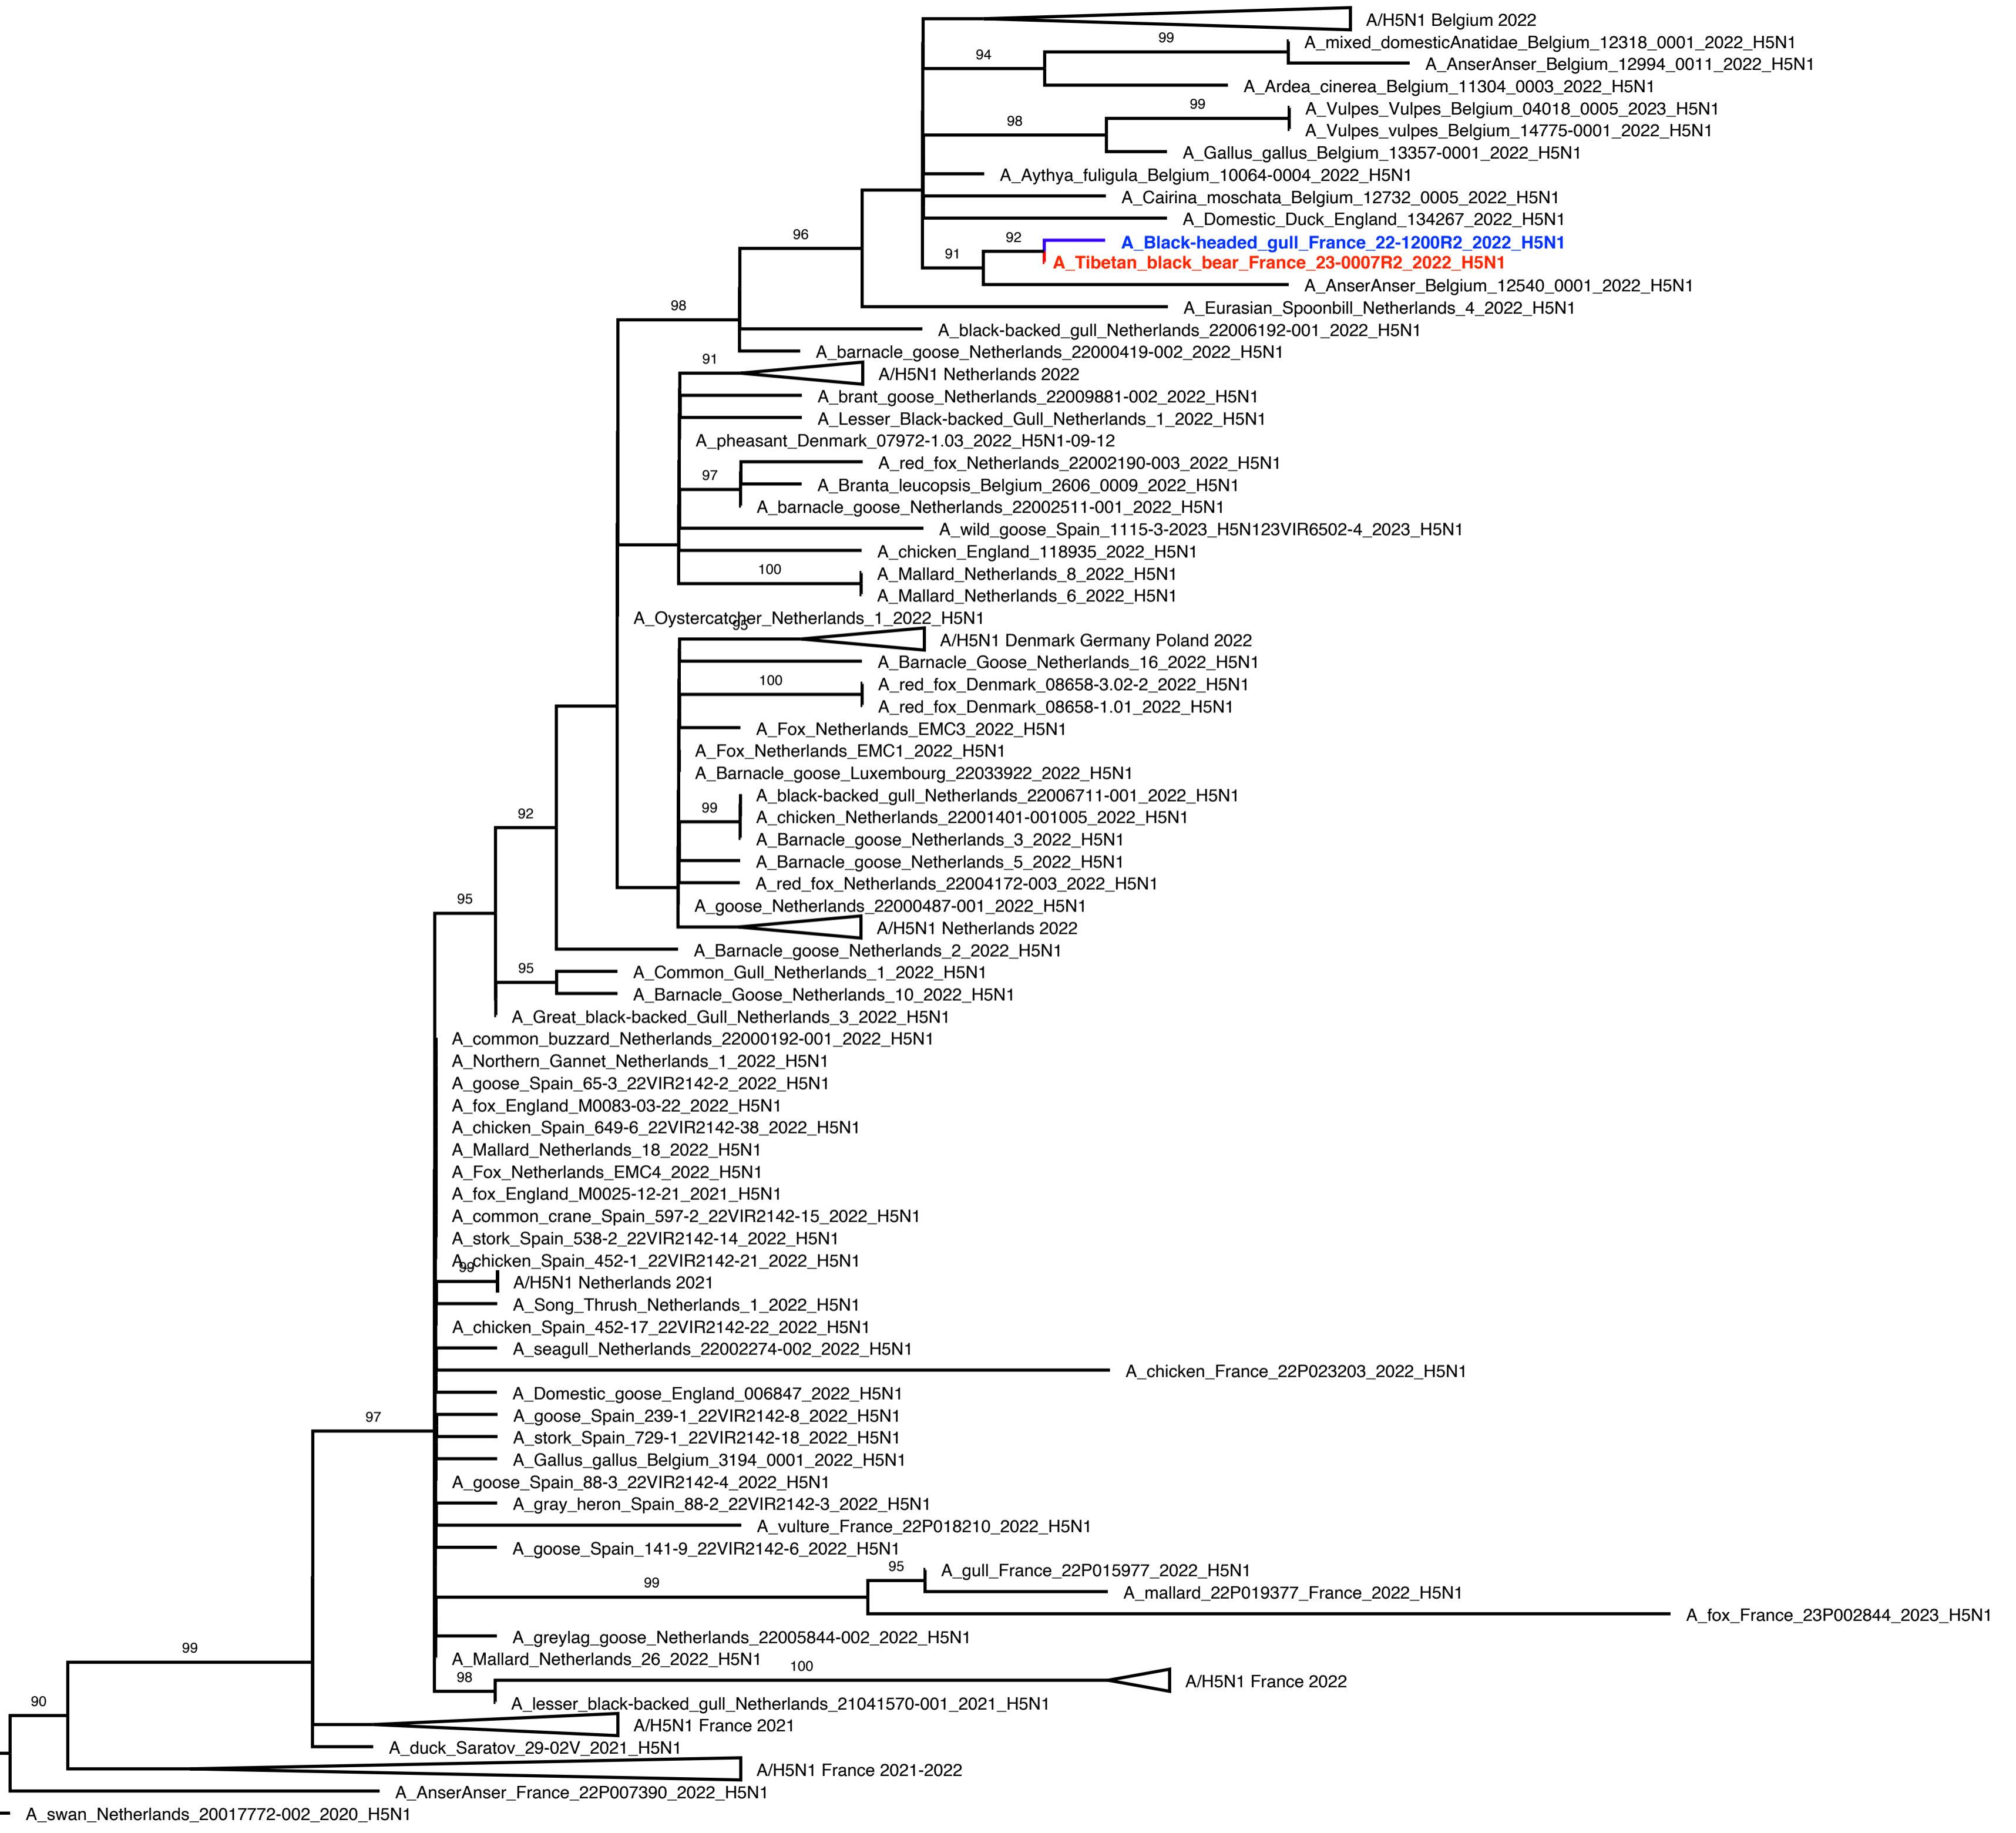 A/H5N1 Belgium 2022
99
A_mixed_domesticAnatidae_Belgium_12318_0001_2022_H5N1
94
A_AnserAnser_Belgium_12994_0011_2022_H5N1
A_Ardea_cinerea_Belgium_11304_0003_2022_H5N1
99
A_Vulpes_Vulpes_Belgium_04018_0005_2023_H5N1
98
A_Vulpes_vulpes_Belgium_14775-0001_2022_H5N1
A_Gallus_gallus_Belgium_13357-0001_2022_H5N1
A_Aythya_fuligula_Belgium_10064-0004_2022_H5N1
A_Cairina_moschata_Belgium_12732_0005_2022_H5N1
A_Domestic_Duck_England_134267_2022_H5N1
96
92
A_Black-headed_gull_France_22-1200R2_2022_H5N1
91
A_Tibetan_black_bear_France_23-0007R2_2022_H5N1
A_AnserAnser_Belgium_12540_0001_2022_H5N1
98
A_Eurasian_Spoonbill_Netherlands_4_2022_H5N1
A_black-backed_gull_Netherlands_22006192-001_2022_H5N1
A_barnacle_goose_Netherlands_22000419-002_2022_H5N1
91
A/H5N1 Netherlands 2022
A_brant_goose_Netherlands_22009881-002_2022_H5N1
A_Lesser_Black-backed_Gull_Netherlands_1_2022_H5N1
A_pheasant_Denmark_07972-1.03_2022_H5N1-09-12
A_red_fox_Netherlands_22002190-003_2022_H5N1
97
A_Branta_leucopsis_Belgium_2606_0009_2022_H5N1
A_barnacle_goose_Netherlands_22002511-001_2022_H5N1
A_wild_goose_Spain_1115-3-2023_H5N123VIR6502-4_2023_H5N1
A_chicken_England_118935_2022_H5N1
100
A_Mallard_Netherlands_8_2022_H5N1
A_Mallard_Netherlands_6_2022_H5N1
A_Oystercatcher_Netherlands_1_2022_H5N1
95
A/H5N1 Denmark Germany Poland 2022
A_Barnacle_Goose_Netherlands_16_2022_H5N1
100
A_red_fox_Denmark_08658-3.02-2_2022_H5N1
A_red_fox_Denmark_08658-1.01_2022_H5N1
A_Fox_Netherlands_EMC3_2022_H5N1
A_Fox_Netherlands_EMC1_2022_H5N1
A_Barnacle_goose_Luxembourg_22033922_2022_H5N1
A_black-backed_gull_Netherlands_22006711-001_2022_H5N1
99
92
A_chicken_Netherlands_22001401-001005_2022_H5N1
A_Barnacle_goose_Netherlands_3_2022_H5N1
A_Barnacle_goose_Netherlands_5_2022_H5N1
A_red_fox_Netherlands_22004172-003_2022_H5N1
95
A_goose_Netherlands_22000487-001_2022_H5N1
A/H5N1 Netherlands 2022
A_Barnacle_goose_Netherlands_2_2022_H5N1
95
A_Common_Gull_Netherlands_1_2022_H5N1
A_Barnacle_Goose_Netherlands_10_2022_H5N1
A_Great_black-backed_Gull_Netherlands_3_2022_H5N1
A_common_buzzard_Netherlands_22000192-001_2022_H5N1
A_Northern_Gannet_Netherlands_1_2022_H5N1
A_goose_Spain_65-3_22VIR2142-2_2022_H5N1
A_fox_England_M0083-03-22_2022_H5N1
A_chicken_Spain_649-6_22VIR2142-38_2022_H5N1
A_Mallard_Netherlands_18_2022_H5N1
A_Fox_Netherlands_EMC4_2022_H5N1
A_fox_England_M0025-12-21_2021_H5N1
A_common_crane_Spain_597-2_22VIR2142-15_2022_H5N1
A_stork_Spain_538-2_22VIR2142-14_2022_H5N1
A_chicken_Spain_452-1_22VIR2142-21_2022_H5N1
99
A/H5N1 Netherlands 2021
A_Song_Thrush_Netherlands_1_2022_H5N1
A_chicken_Spain_452-17_22VIR2142-22_2022_H5N1
A_seagull_Netherlands_22002274-002_2022_H5N1
A_chicken_France_22P023203_2022_H5N1
A_Domestic_goose_England_006847_2022_H5N1
97
A_goose_Spain_239-1_22VIR2142-8_2022_H5N1
A_stork_Spain_729-1_22VIR2142-18_2022_H5N1
A_Gallus_gallus_Belgium_3194_0001_2022_H5N1
A_goose_Spain_88-3_22VIR2142-4_2022_H5N1
A_gray_heron_Spain_88-2_22VIR2142-3_2022_H5N1
A_vulture_France_22P018210_2022_H5N1
A_goose_Spain_141-9_22VIR2142-6_2022_H5N1
95
A_gull_France_22P015977_2022_H5N1
99
A_mallard_22P019377_France_2022_H5N1
A_fox_France_23P002844_2023_H5N1
A_greylag_goose_Netherlands_22005844-002_2022_H5N1
99
A_Mallard_Netherlands_26_2022_H5N1
98
100
A/H5N1 France 2022
A_lesser_black-backed_gull_Netherlands_21041570-001_2021_H5N1
90
A/H5N1 France 2021
A_duck_Saratov_29-02V_2021_H5N1
A/H5N1 France 2021-2022
A_AnserAnser_France_22P007390_2022_H5N1
A_swan_Netherlands_20017772-002_2020_H5N1